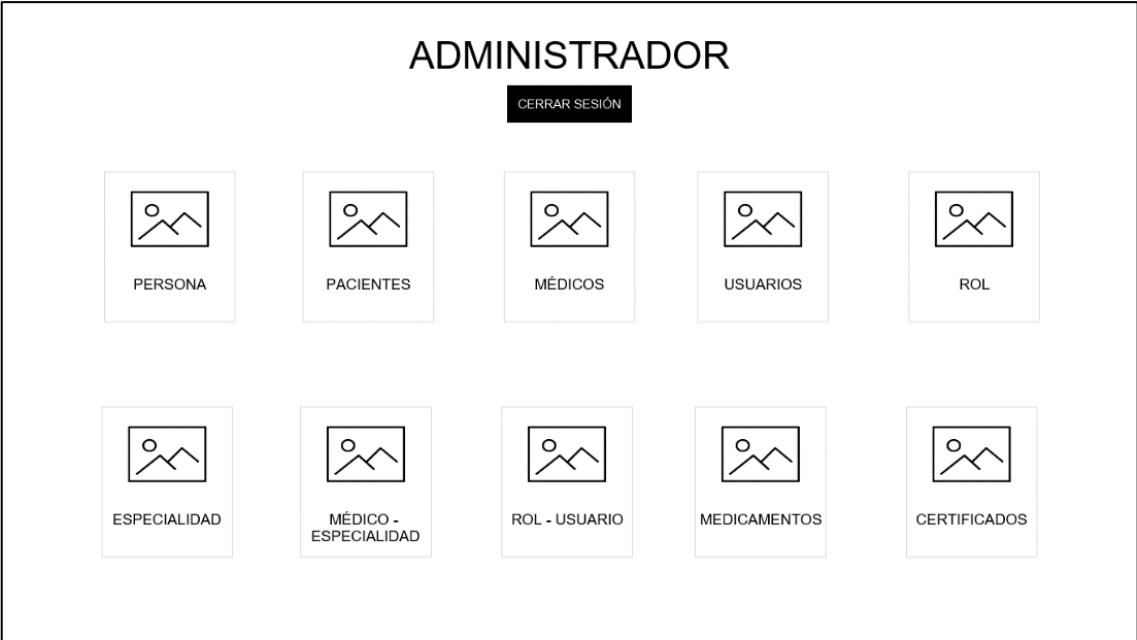 ADMINISTRADOR
CERRAR SESIÓN
PERSONA
PACIENTES
MÉDICOS
USUARIOS
ROL
ESPECIALIDAD
MÉDICO -
ESPECIALIDAD
ROL - USUARIO
MEDICAMENTOS
CERTIFICADOS